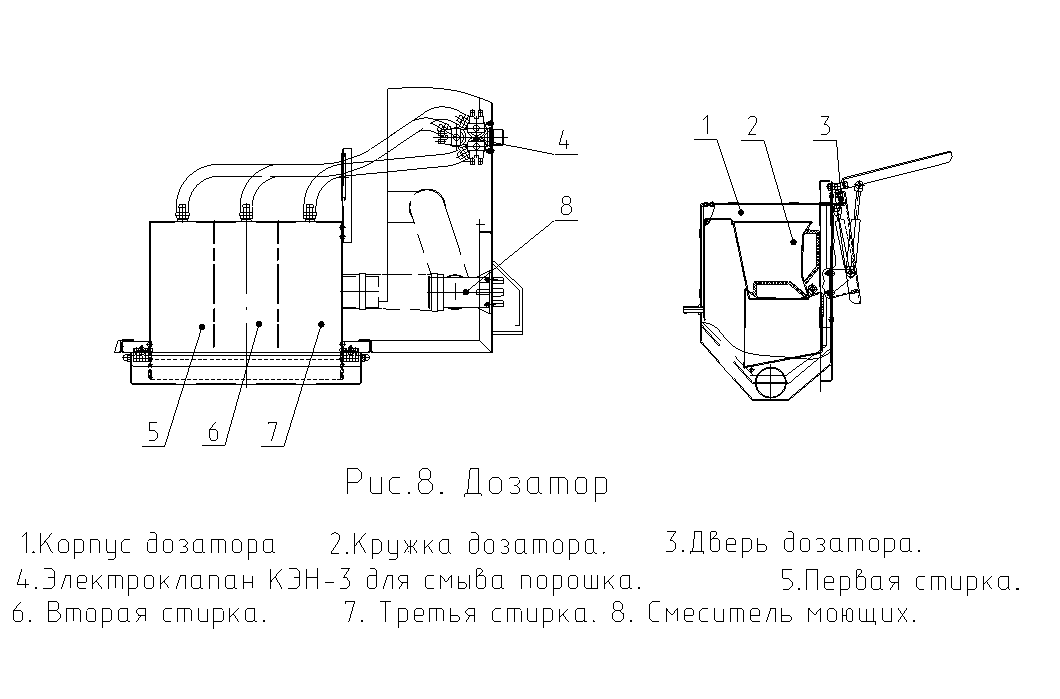 1 2 3
4
8
5 6 7
Рис.8. Дозатор
1.Корпус дозатора 2.Кружка дозатора. 3.Дверь дозатора.
4.Электроклапан КЭН-3 для смыва порошка. 5.Первая стирка.
6. Вторая стирка. 7. Третья стирка. 8. Смеситель моющих.